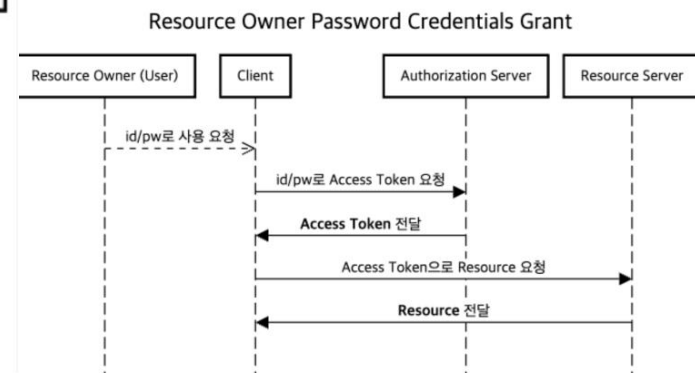 Resource Owner Password Credentials Grant
Resource Owner (User)
Client
Authorization Server
Resource Server
id/pw로 사용 요청
id/pw로 Access Token 요청
Access Token 전달
Access Token으로 Resource 요청
Resource 전달